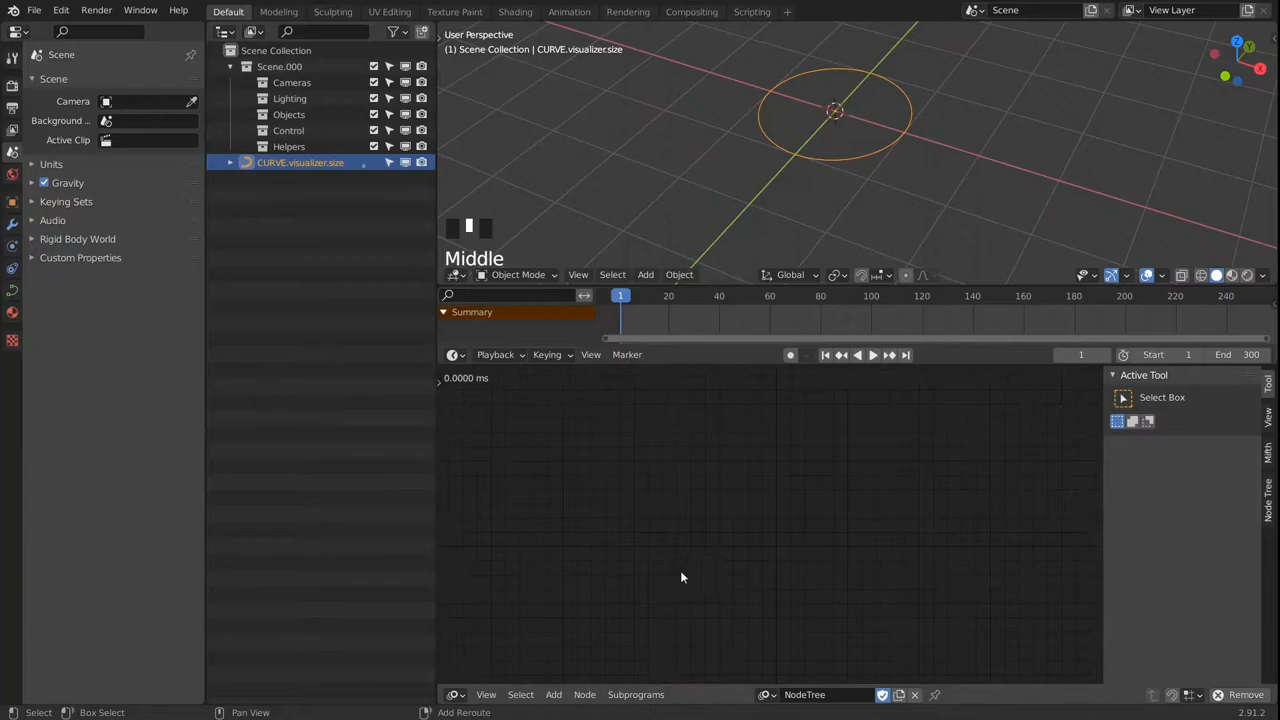 File Edit Render Window Help
Default Modeling Sculpting UV Editing Texture Paint Shading Animation Rendering Compositing Scripting +
Scene
View Layer
Scene
Scene
Camera
Background ...
Active Clip
Units
Gravity
Keying Sets
Audio
Rigid Body World
Custom Properties
Scene Collection
Scene.000
Cameras
Lighting
Objects
Control
Helpers
CURVE.visualizer.size
User Perspective
(1) Scene Collection | CURVE.visualizer.size
Z
Y
X
Middle
Object Mode View Select Add Object Global
1 20 40 60 80 100 120 140 160 180 200 220 240
Summary
Playback Keying View Marker
1 Start 1 End 300
0.0000 ms
Active Tool
Select Box
Tool
View
Mifth
Node Tree
View Select Add Node Subprograms NodeTree Remove
Select Box Select Pan View Add Reroute 2.91.2